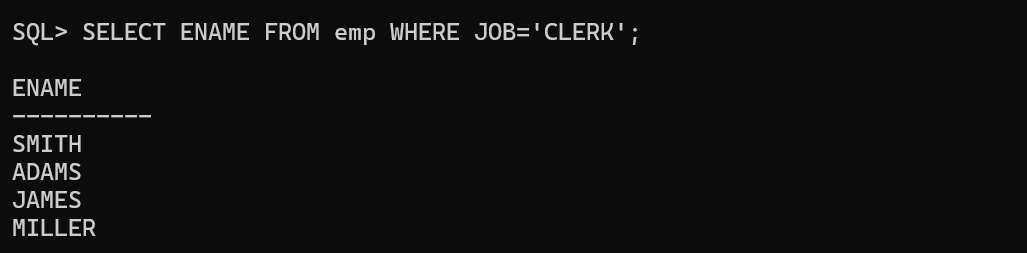 SQL> SELECT ENAME FROM emp WHERE JOB='CLERK';
ENAME
----------
SMITH
ADAMS
JAMES
MILLER